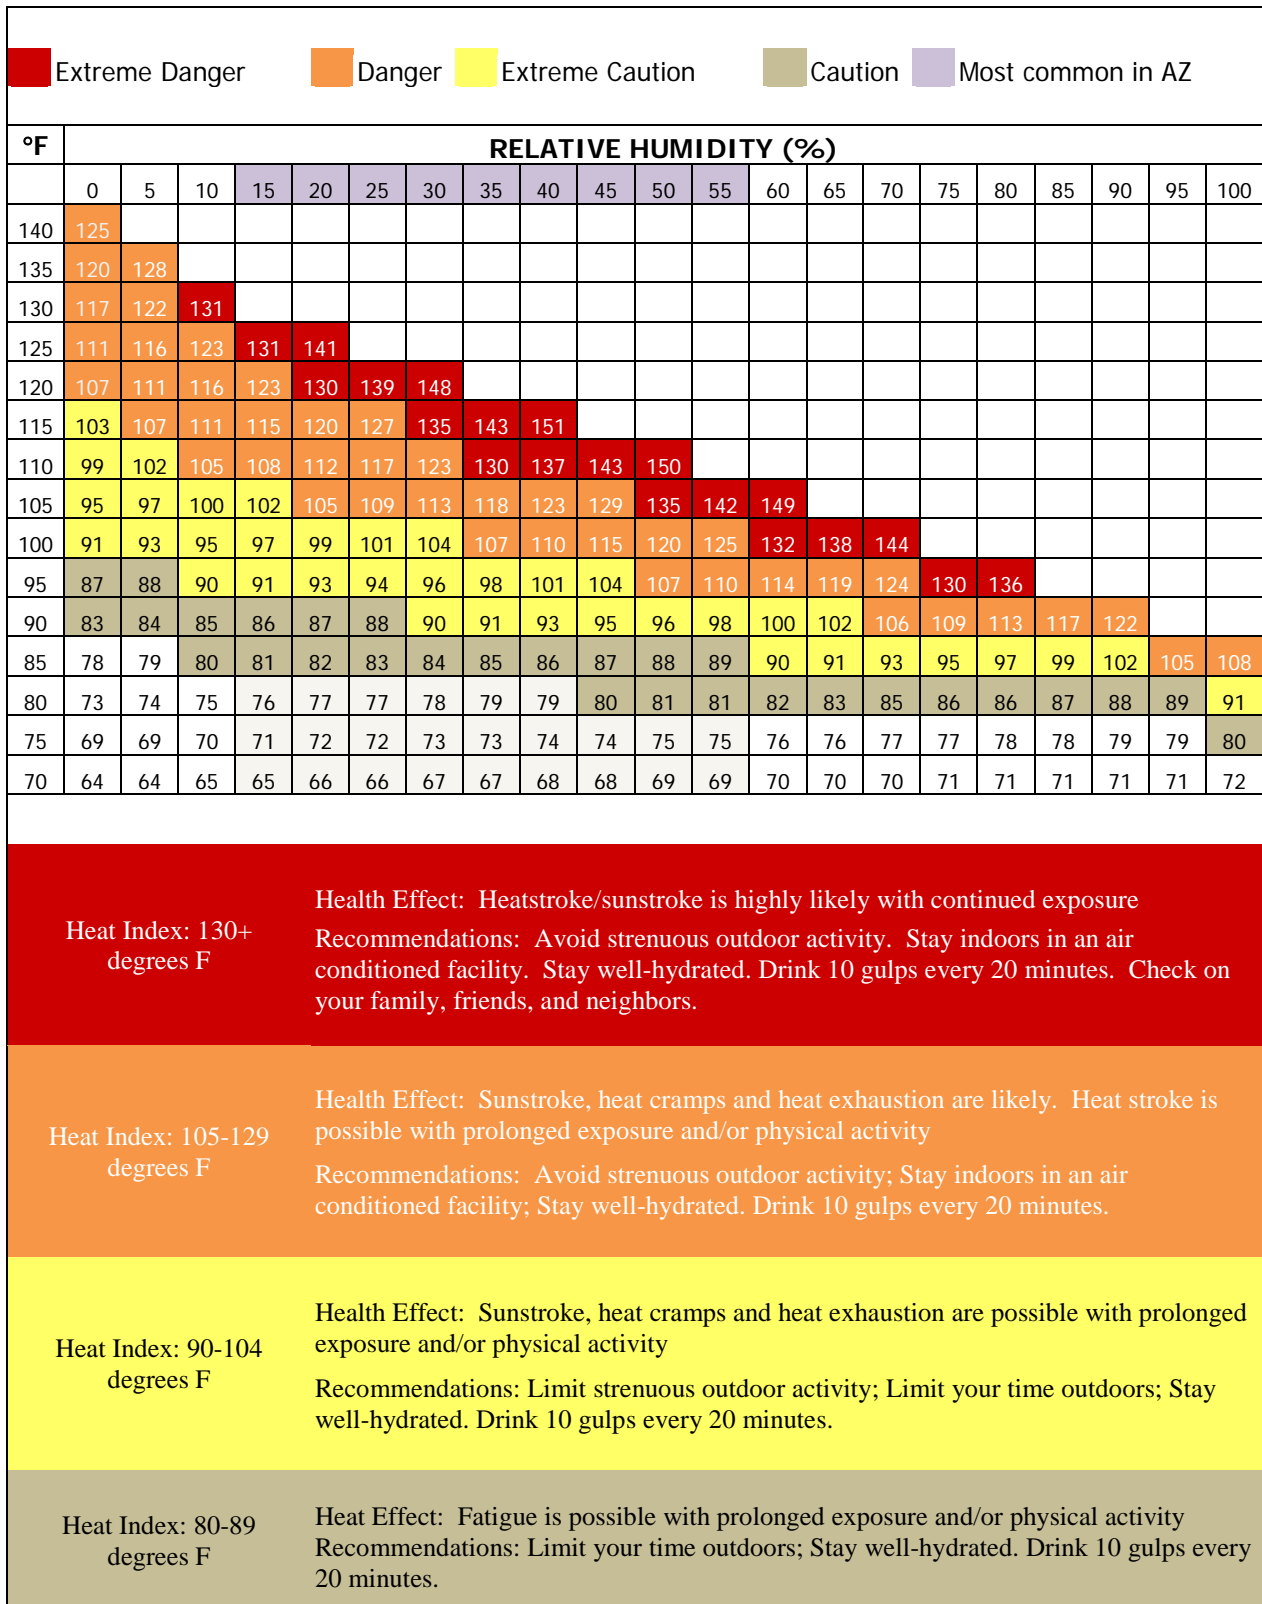 Extreme Danger Danger Extreme Caution Caution Most common in AZ
°F RELATIVE HUMIDITY (%)
0 5 10 15 20 25 30 35 40 45 50 55 60 65 70 75 80 85 90 95 100
140 125
135 120 128
130 117 122 131
125 111 116 123 131 141
120 107 111 116 123 130 139 148
115 103 107 111 115 120 127 135 143 151
110 99 102 105 108 112 117 123 130 137 143 150
105 95 97 100 102 105 109 113 118 123 129 135 142 149
100 91 93 95 97 99 101 104 107 110 115 120 125 132 138 144
95 87 88 90 91 93 94 96 98 101 104 107 110 114 119 124 130 136
90 83 84 85 86 87 88 90 91 93 95 96 98 100 102 106 109 113 117 122
85 78 79 80 81 82 83 84 85 86 87 88 89 90 91 93 95 97 99 102 105 108
80 73 74 75 76 77 77 78 79 79 80 81 81 82 83 85 86 86 87 88 89 91
75 69 69 70 71 72 72 73 73 74 74 75 75 76 76 77 77 78 78 79 79 80
70 64 64 65 65 66 66 67 67 68 68 69 69 70 70 70 71 71 71 71 71 72
Heat Index: 130+
degrees F
Health Effect: Heatstroke/sunstroke is highly likely with continued exposure
Recommendations: Avoid strenuous outdoor activity. Stay indoors in an air
conditioned facility. Stay well-hydrated. Drink 10 gulps every 20 minutes. Check on
your family, friends, and neighbors.
Heat Index: 105-129
degrees F
Health Effect: Sunstroke, heat cramps and heat exhaustion are likely. Heat stroke is
possible with prolonged exposure and/or physical activity
Recommendations: Avoid strenuous outdoor activity; Stay indoors in an air
conditioned facility; Stay well-hydrated. Drink 10 gulps every 20 minutes.
Heat Index: 90-104
degrees F
Health Effect: Sunstroke, heat cramps and heat exhaustion are possible with prolonged
exposure and/or physical activity
Recommendations: Limit strenuous outdoor activity; Limit your time outdoors; Stay
well-hydrated. Drink 10 gulps every 20 minutes.
Heat Index: 80-89
degrees F
Heat Effect: Fatigue is possible with prolonged exposure and/or physical activity
Recommendations: Limit your time outdoors; Stay well-hydrated. Drink 10 gulps every
20 minutes.